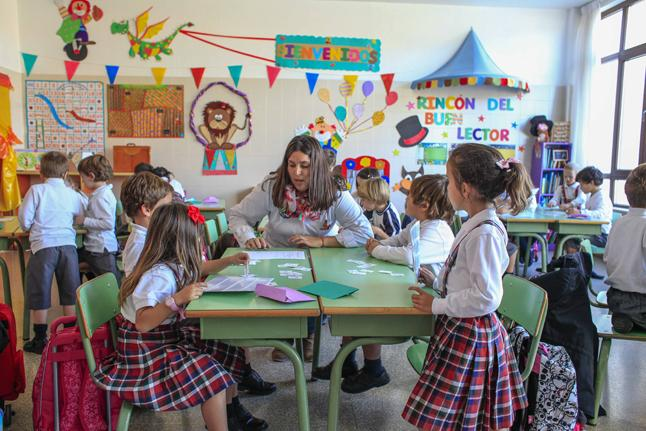 BIENVENIDOS
RINCÓN DEL
BUEN
LECTOR